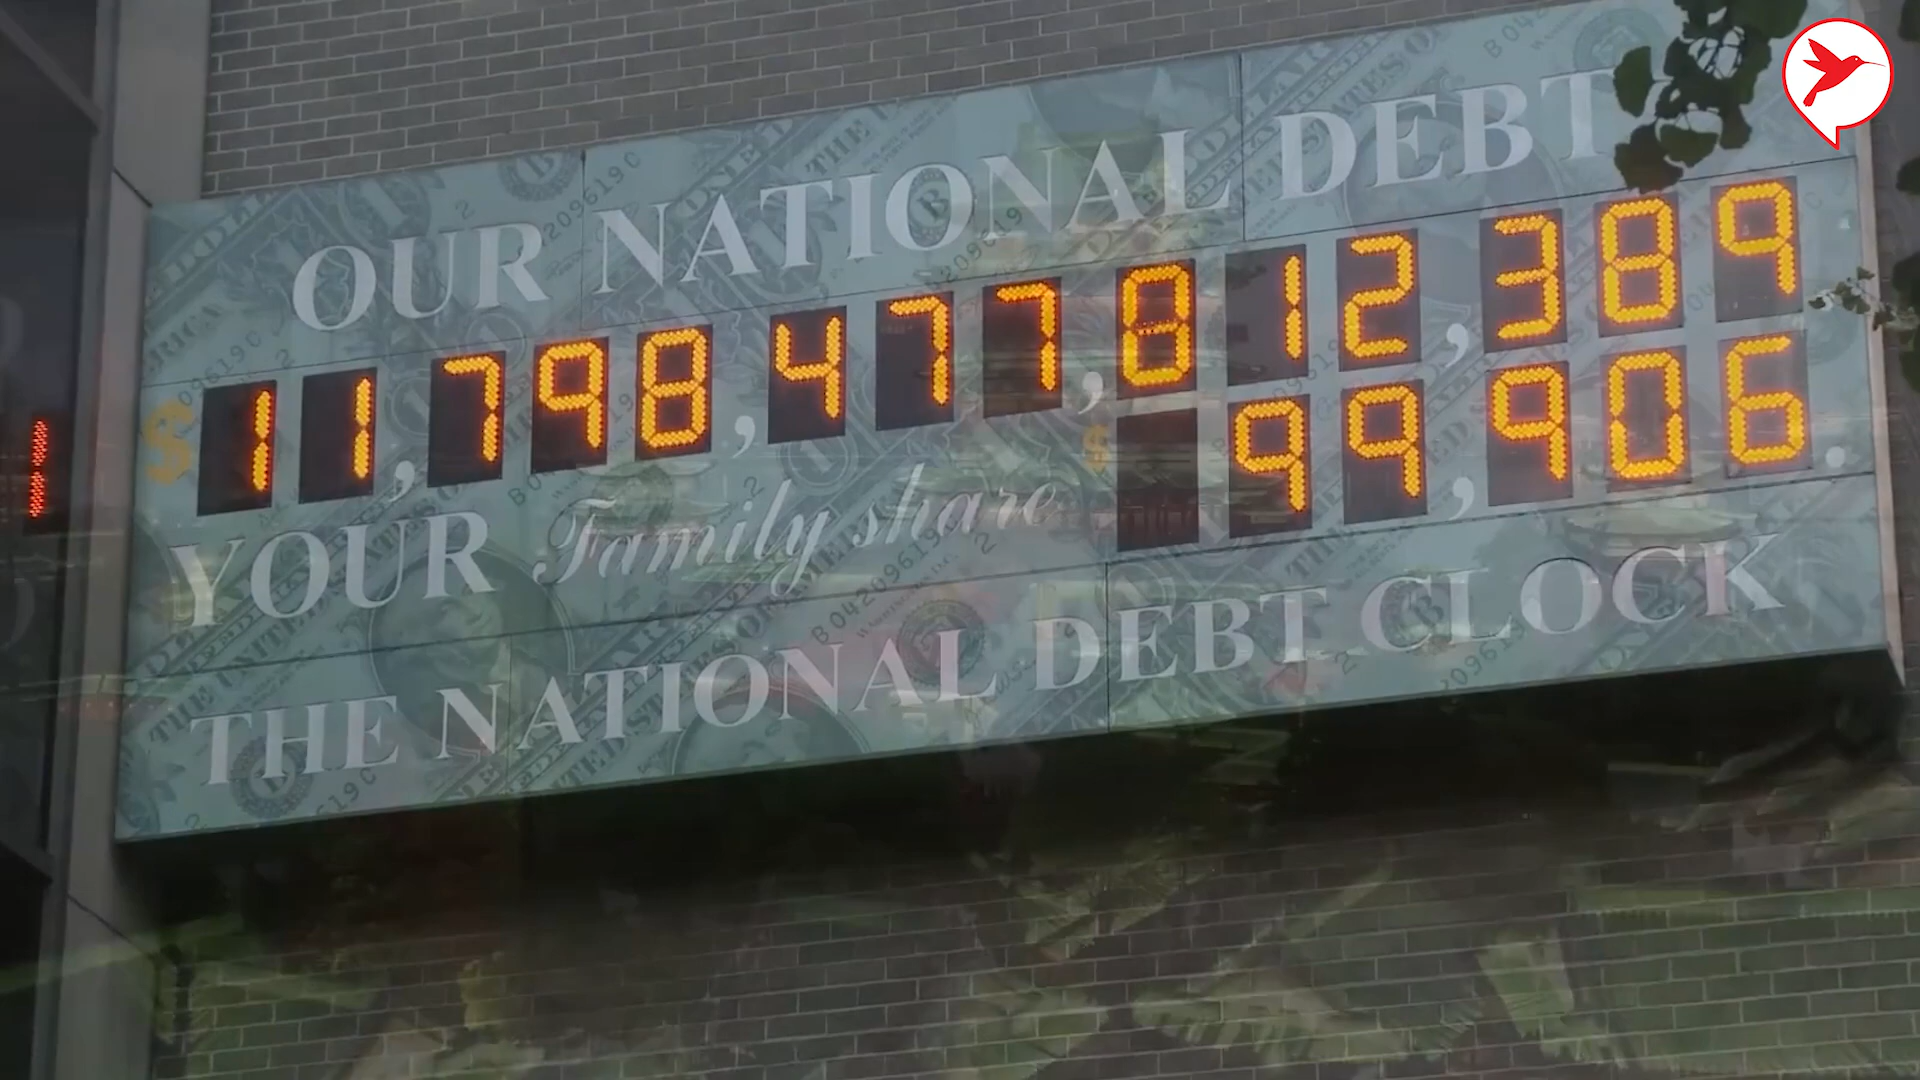 OUR NATIONAL DEBT
$11,798,477,812,389
YOUR Family share $99,906.
THE NATIONAL DEBT CLOCK